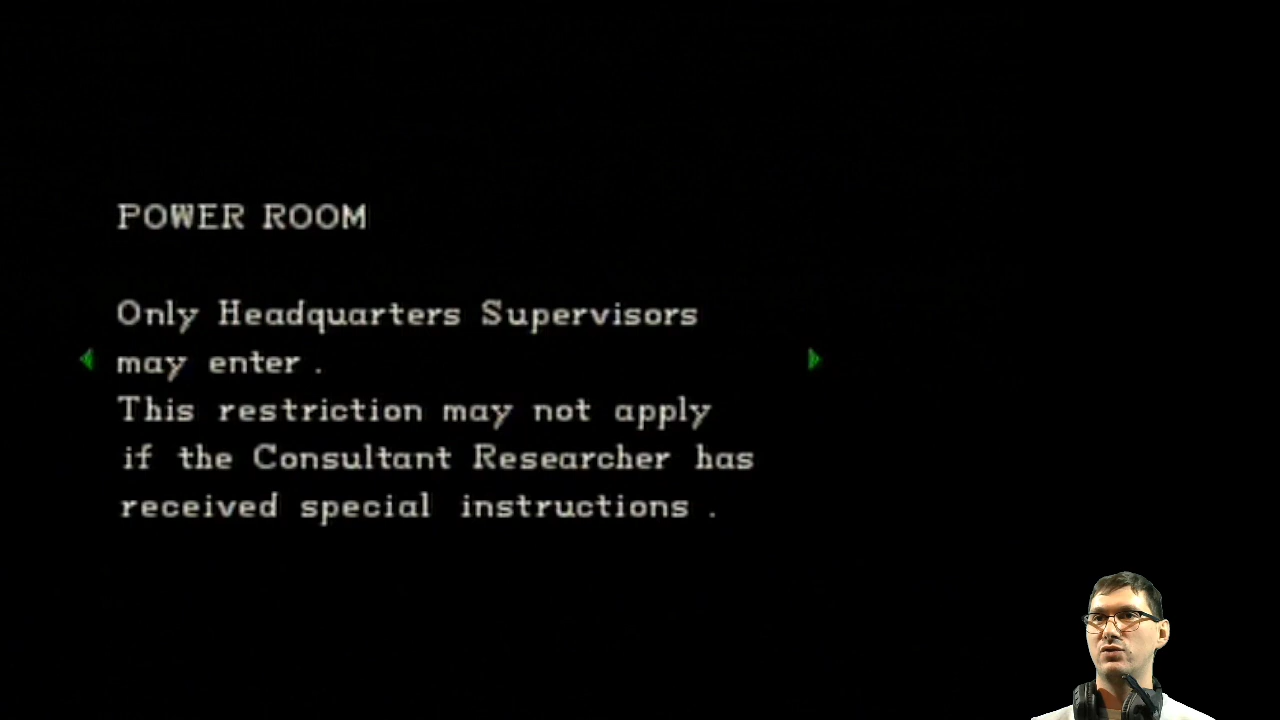 POWER ROOM
Only Headquarters Supervisors
may enter .
This restriction may not apply
if the Consultant Researcher has
received special instructions .